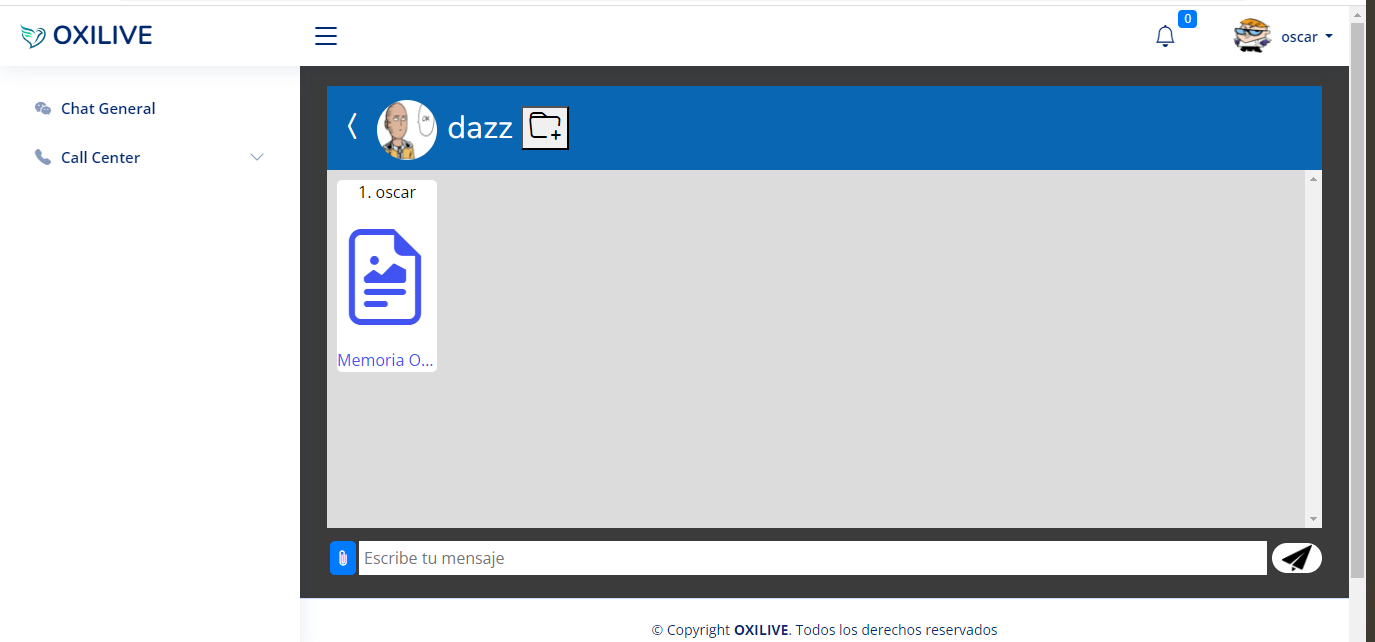 OXILIVE
0
oscar
Chat General
Call Center
OK
dazz
1. oscar
Memoria O...
Escribe tu mensaje
© Copyright OXILIVE. Todos los derechos reservados